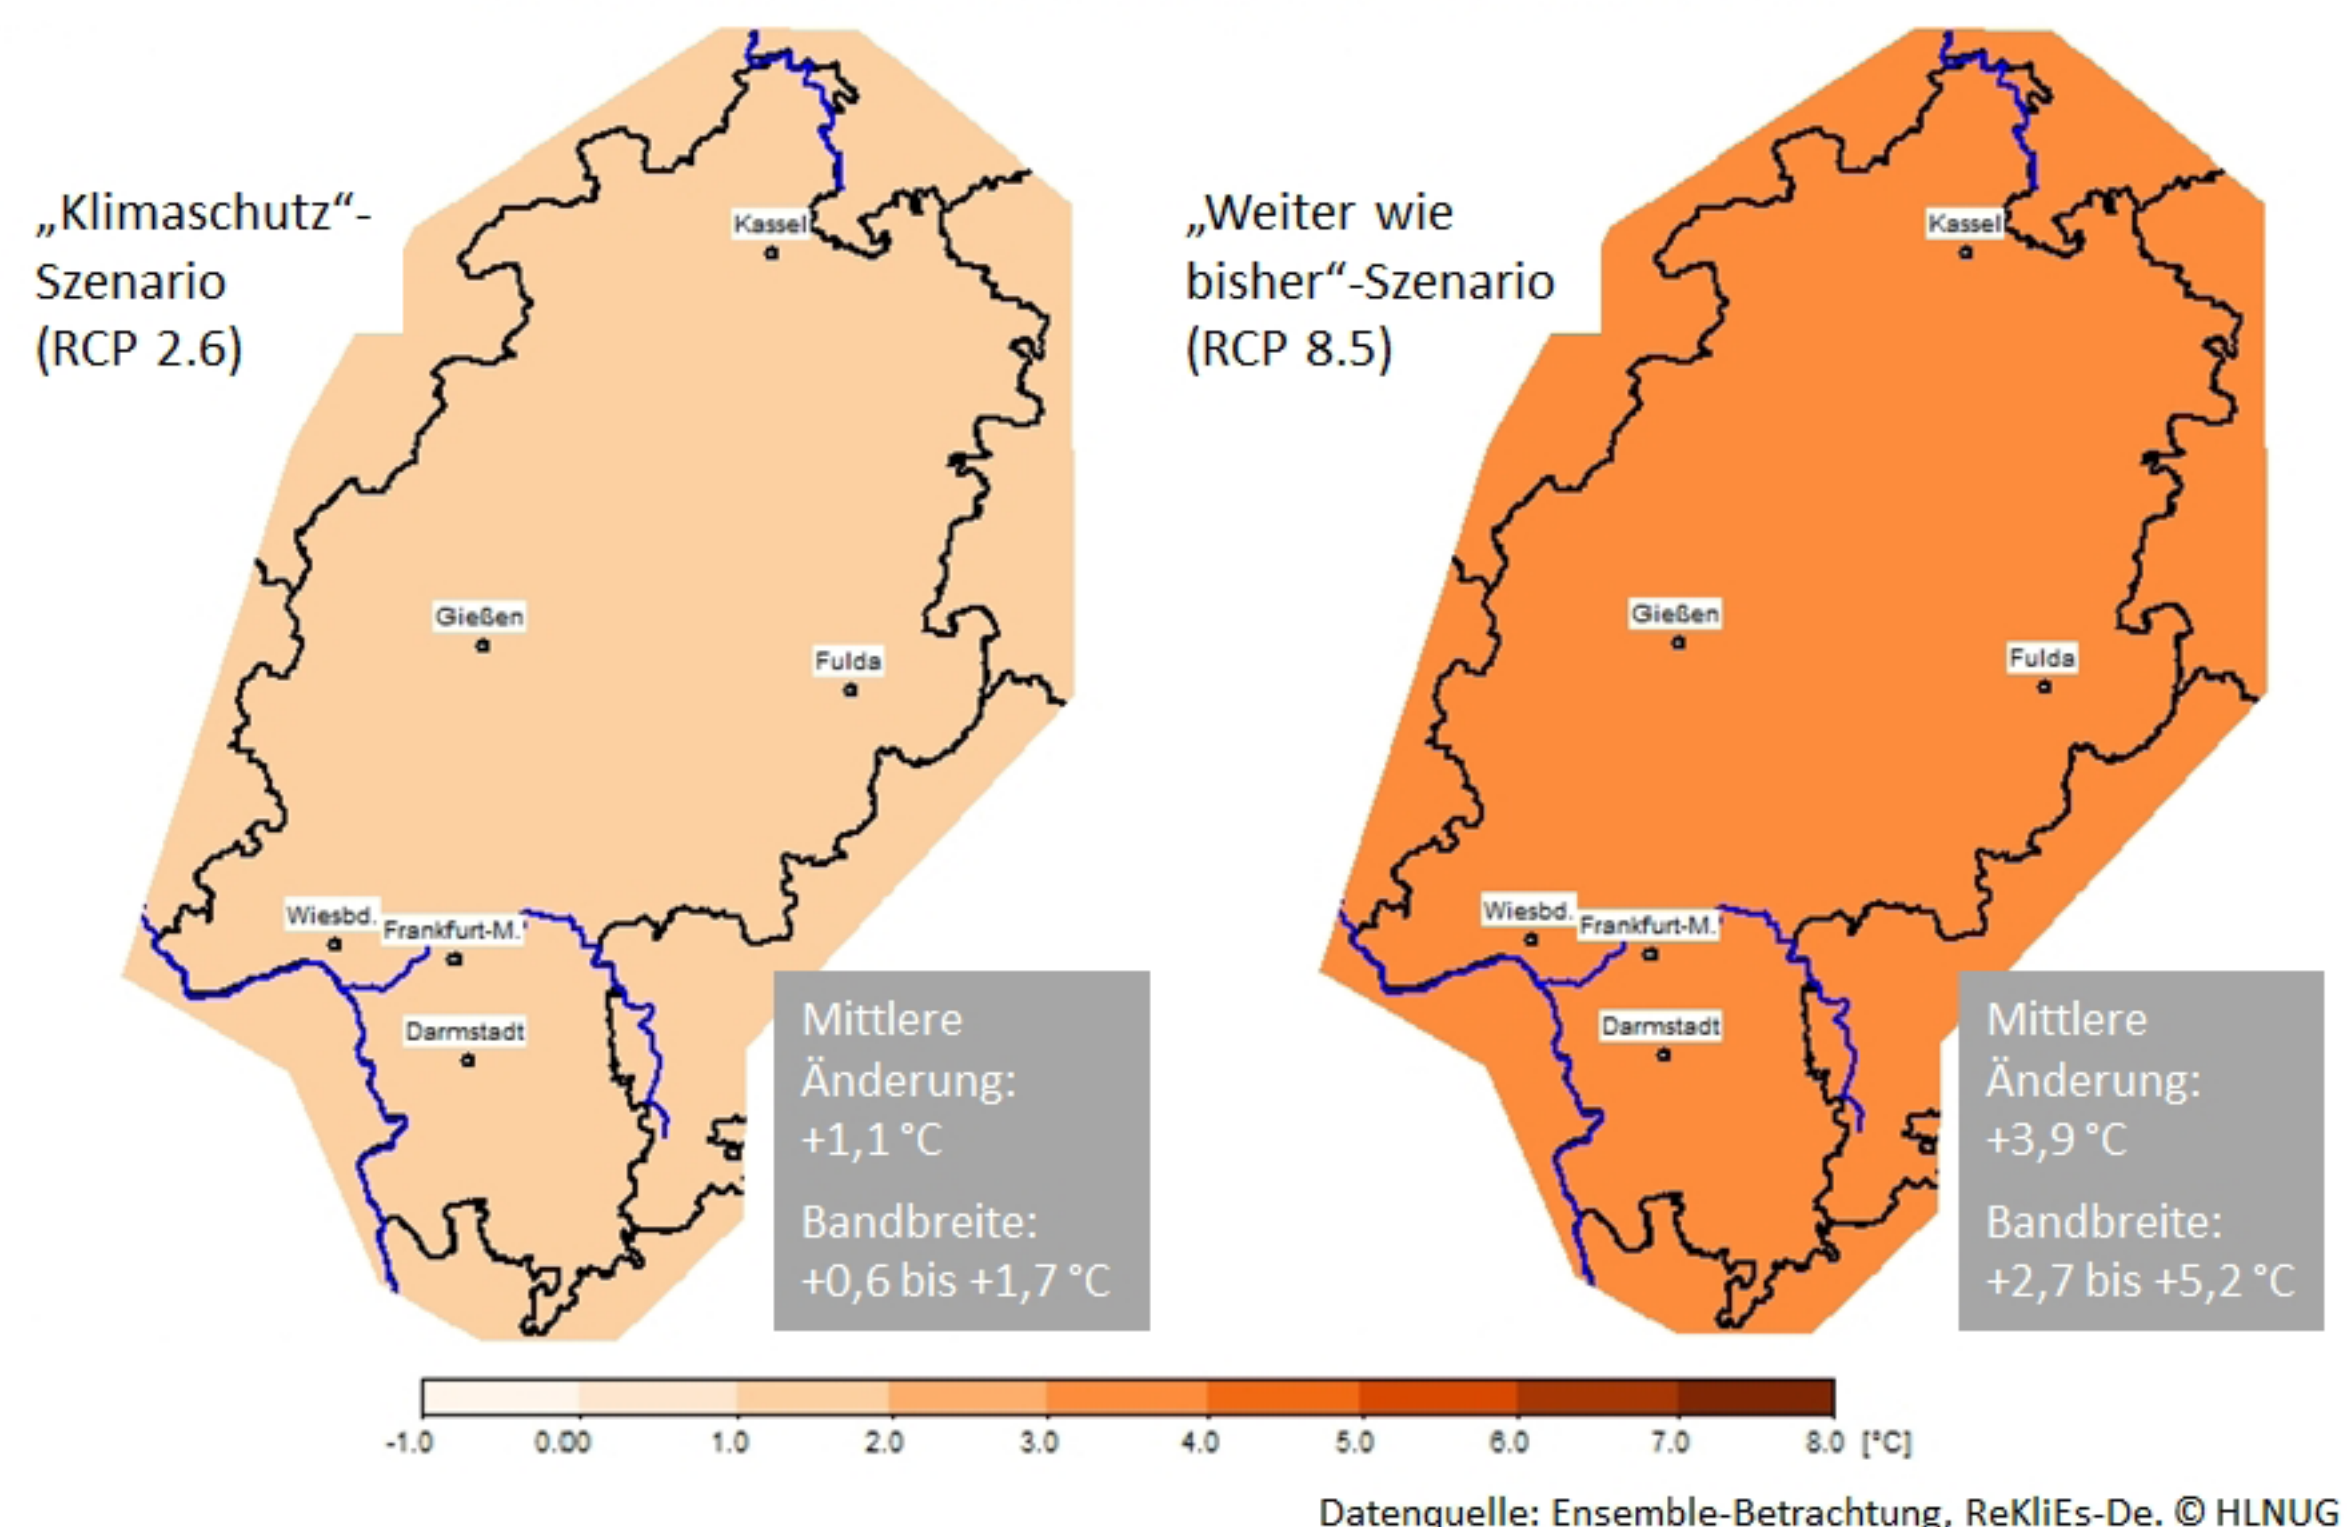 „Klimaschutz“-
Szenario
(RCP 2.6)
Kassel
Gießen
Fulda
Wiesbd.
Frankfurt-M.
Darmstadt
Mittlere
Änderung:
+1,1 °C
Bandbreite:
+0,6 bis +1,7 °C
„Weiter wie
bisher“-Szenario
(RCP 8.5)
Kassel
Gießen
Fulda
Wiesbd.
Frankfurt-M.
Darmstadt
Mittlere
Änderung:
+3,9 °C
Bandbreite:
+2,7 bis +5,2 °C
-1.0 0.00 1.0 2.0 3.0 4.0 5.0 6.0 7.0 8.0 [°C]
Datenquelle: Ensemble-Betrachtung, ReKliEs-De. © HLNUG